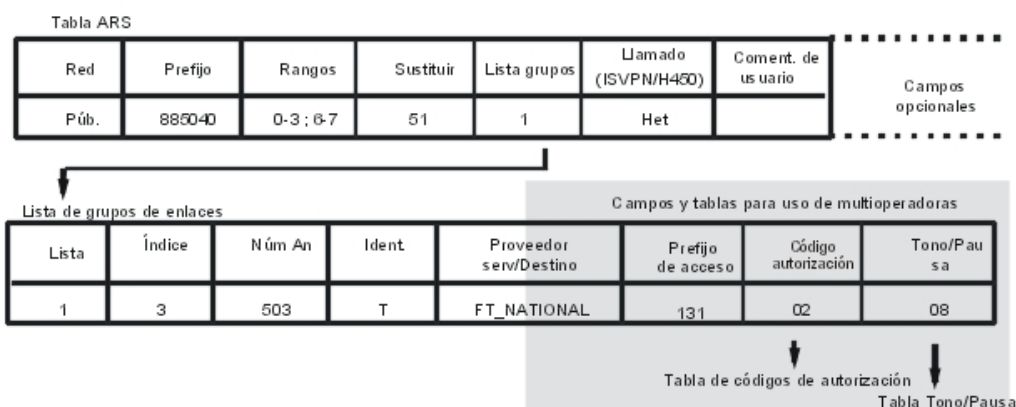 Tabla ARS
Red Prefijo Rangos Sustituir Lista grupos Llamado (ISVPN/H450) Coment. de usuario
Campos opcionales
Púb. 885040 0-3 ; 6-7 51 1 Het
Lista de grupos de enlaces
Campos y tablas para uso de multioperadoras
Lista Índice Núm An Ident. Proveedor serv/Destino Prefijo de acceso Código autorización Tono/Pau sa
1 3 503 T FT_NATIONAL 131 02 08
Tabla de códigos de autorización
Tabla Tono/Pausa